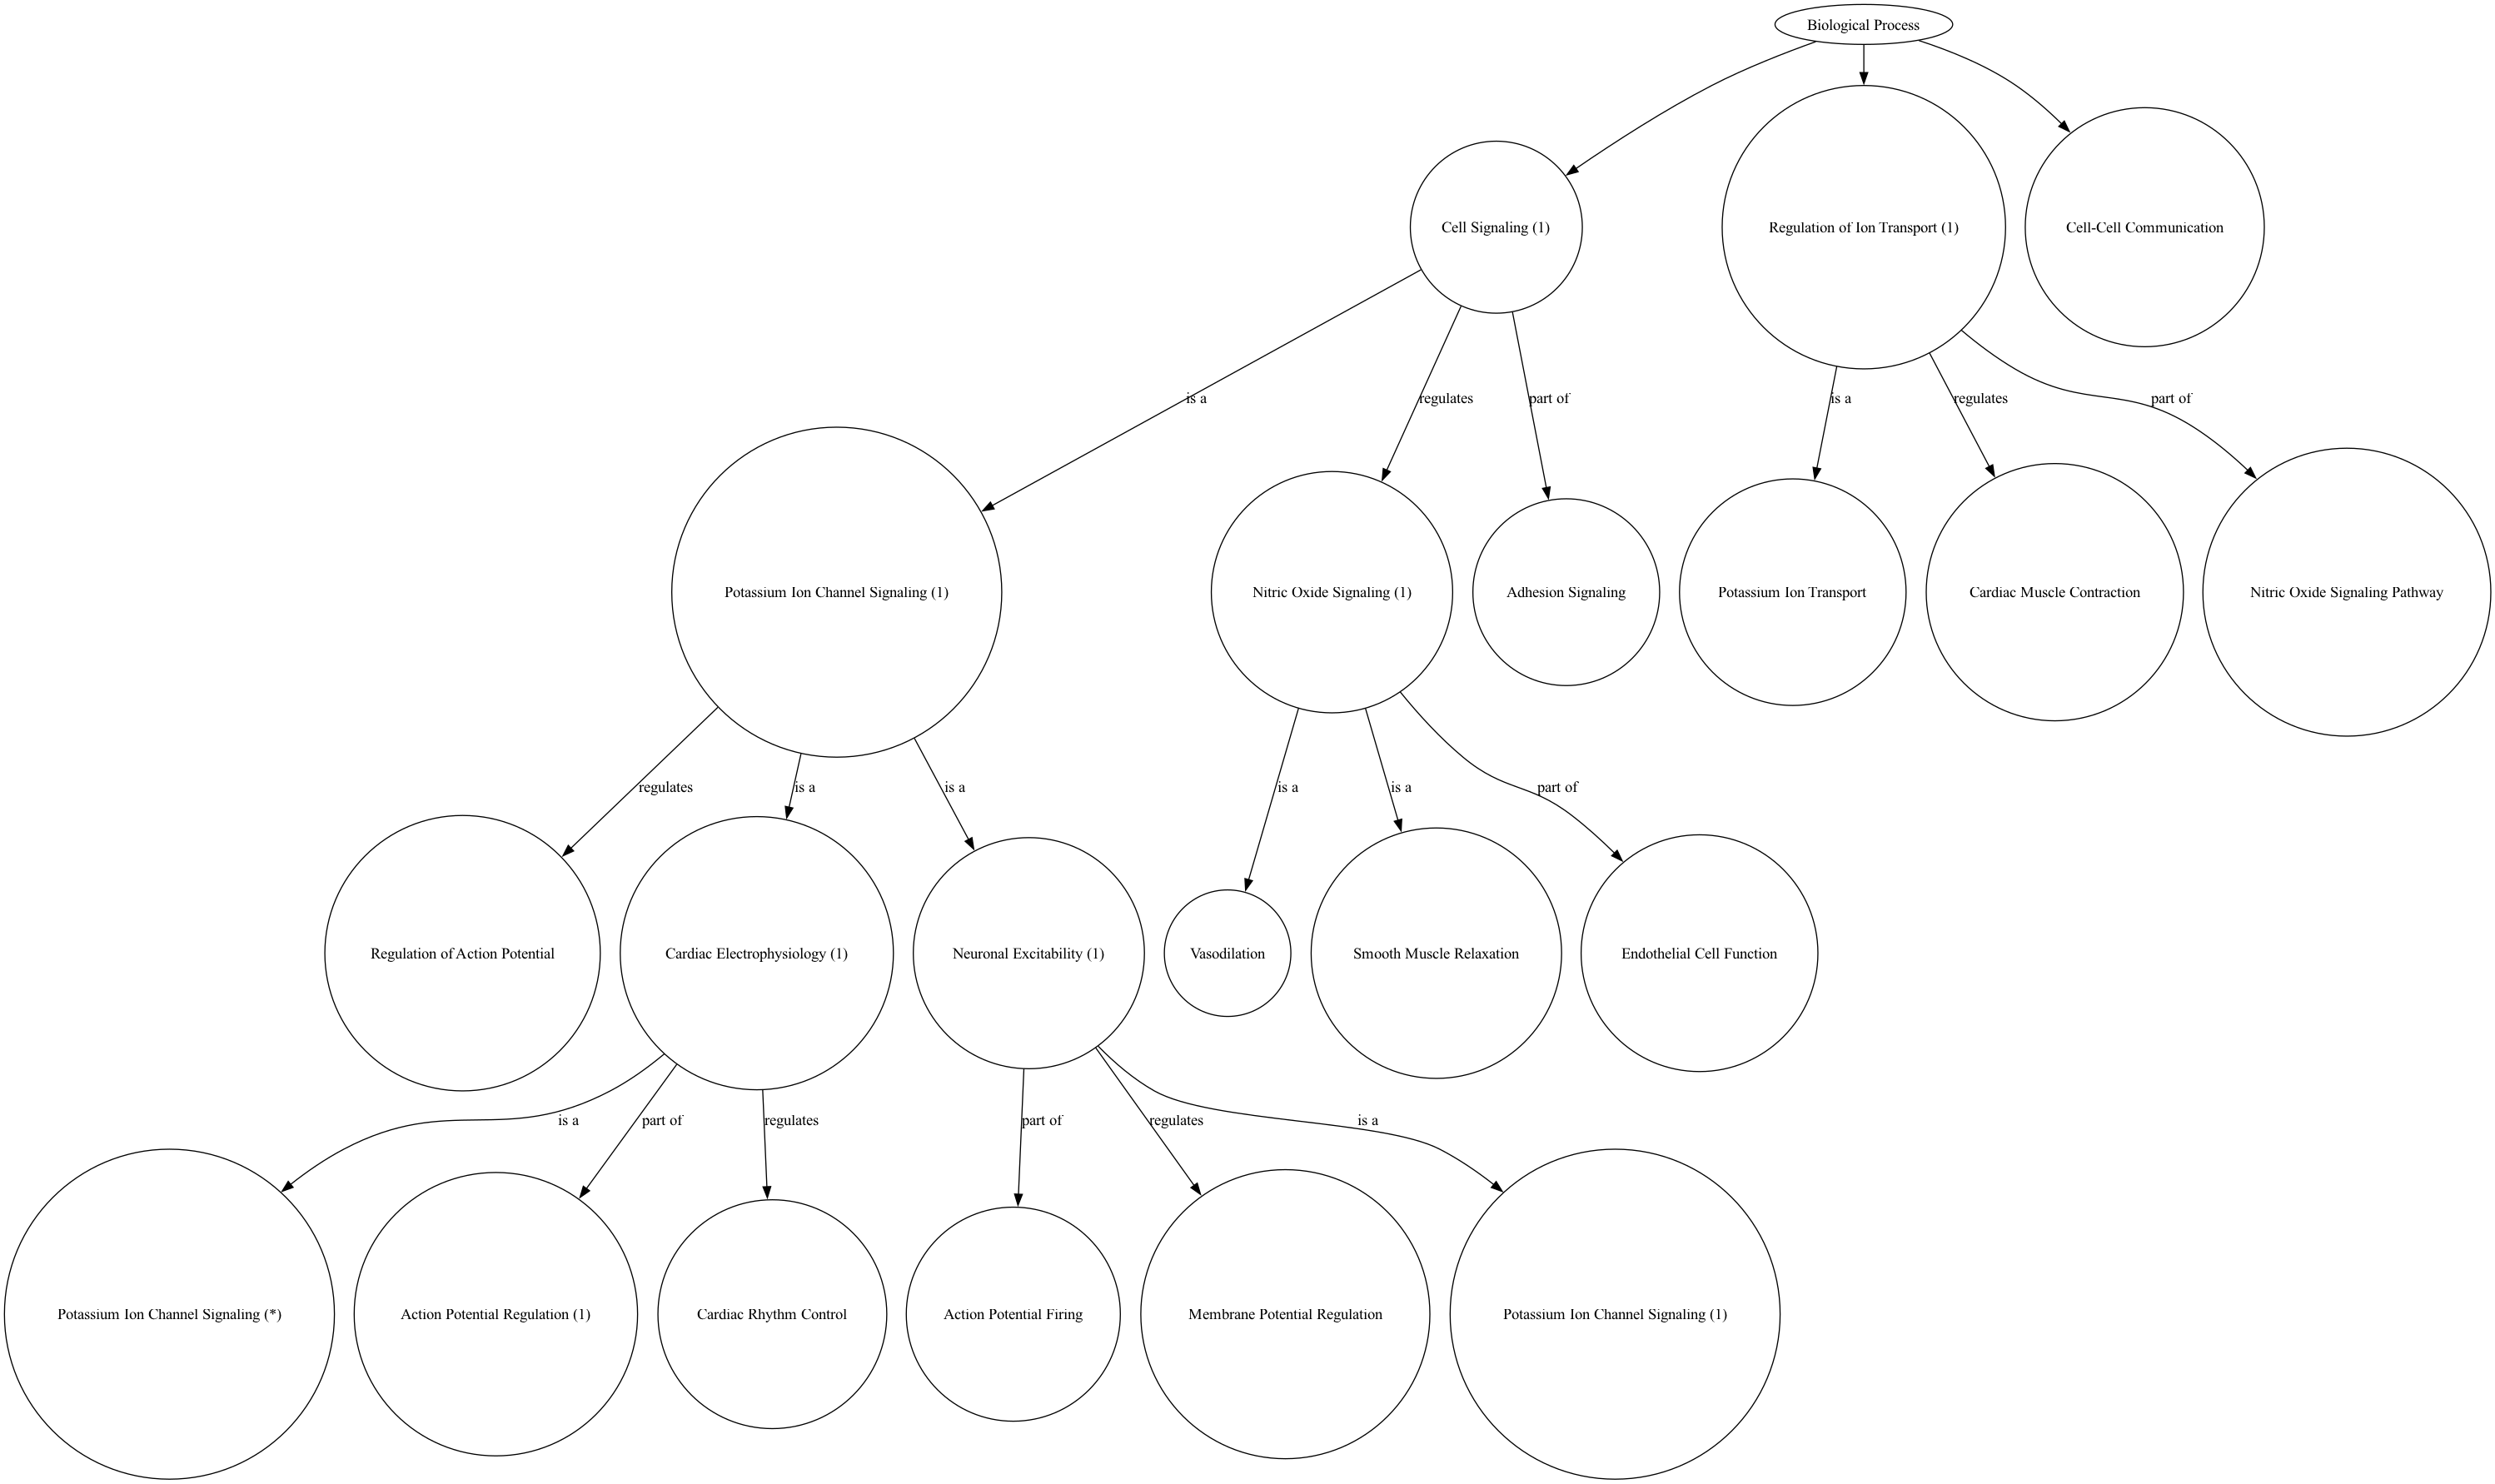 Biological Process
Cell Signaling (1)
Regulation of Ion Transport (1)
Cell-Cell Communication
is a
regulates
part of
is a
regulates
part of
Potassium Ion Channel Signaling (1)
Nitric Oxide Signaling (1)
Adhesion Signaling
Potassium Ion Transport
Cardiac Muscle Contraction
Nitric Oxide Signaling Pathway
regulates
is a
is a
is a
is a
part of
Regulation of Action Potential
Cardiac Electrophysiology (1)
Neuronal Excitability (1)
Vasodilation
Smooth Muscle Relaxation
Endothelial Cell Function
is a
part of
regulates
part of
regulates
is a
Potassium Ion Channel Signaling (*)
Action Potential Regulation (1)
Cardiac Rhythm Control
Action Potential Firing
Membrane Potential Regulation
Potassium Ion Channel Signaling (1)